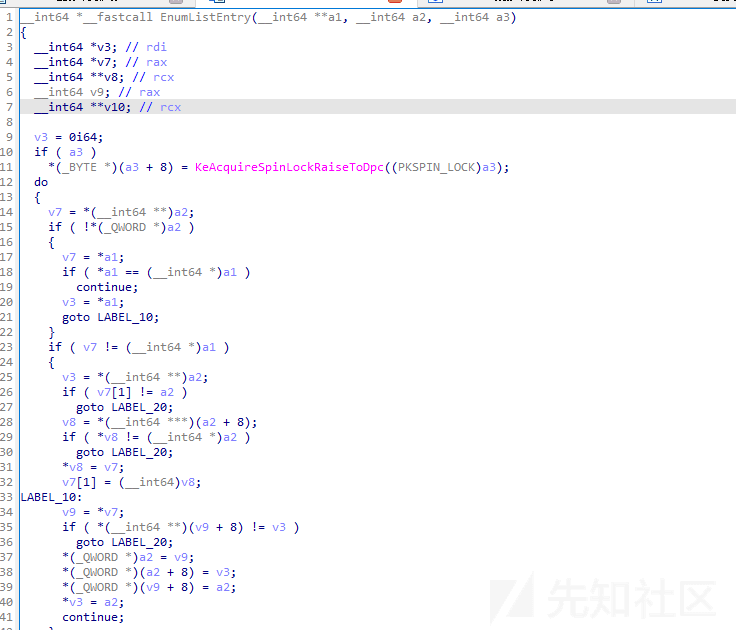 1 __int64 *__fastcall EnumListEntry(__int64 **a1, __int64 a2, __int64 a3)
2 {
3   __int64 *v3; // rdi
4   __int64 *v7; // rax
5   __int64 **v8; // rcx
6   __int64 v9; // rax
7   __int64 **v10; // rcx
8
9   v3 = 0i64;
10   if ( a3 )
11     *(_BYTE *)(a3 + 8) = KeAcquireSpinLockRaiseToDpc((PKSPIN_LOCK)a3);
12   do
13   {
14     v7 = *(__int64 **)a2;
15     if ( !*(_QWORD *)a2 )
16     {
17       v7 = *a1;
18       if ( *a1 == (__int64 *)a1 )
19         continue;
20       v3 = *a1;
21       goto LABEL_10;
22     }
23     if ( v7 != (__int64 *)a1 )
24     {
25       v3 = *(__int64 **)a2;
26       if ( v7[1] != a2 )
27         goto LABEL_20;
28       v8 = *(__int64 ***)(a2 + 8);
29       if ( *v8 != (__int64 *)a2 )
30         goto LABEL_20;
31       *v8 = v7;
32       v7[1] = (__int64)v8;
33 LABEL_10:
34       v9 = *v7;
35       if ( *(__int64 **)(v9 + 8) != v3 )
36         goto LABEL_20;
37       *(_QWORD *)a2 = v9;
38       *(_QWORD *)(a2 + 8) = v3;
39       *(_QWORD *)(v9 + 8) = a2;
40       *v3 = a2;
41       continue;
先知社区